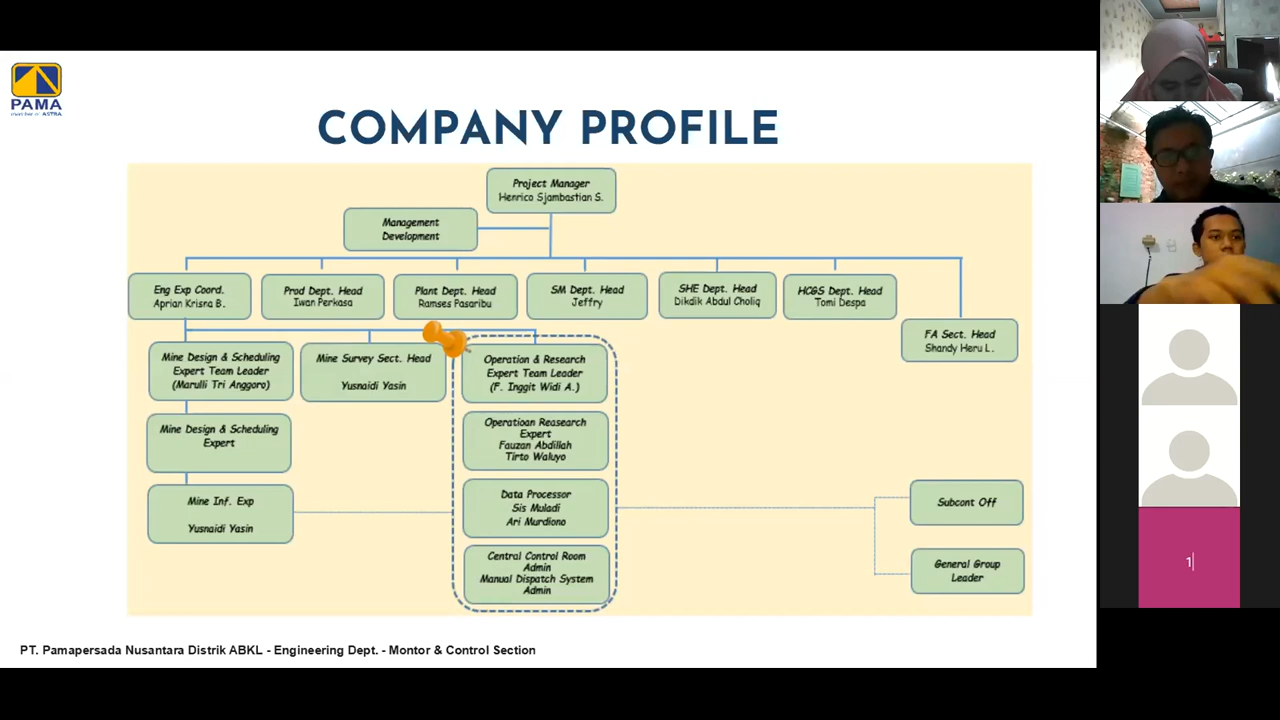 PAMA
member of ASTRA
COMPANY PROFILE
Project Manager
Henrico Sjambastian S.
Management
Development
Eng Exp Coord.
Aprian Krisna B.
Prod Dept. Head
Iwan Perkasa
Plant Dept. Head
Ramses Pasaribu
SM Dept. Head
Jeffry
SHE Dept. Head
Dikdik Abdul Choliq
HCGS Dept. Head
Tomi Despa
FA Sect. Head
Shandy Heru L.
Mine Design & Scheduling
Expert Team Leader
(Marulli Tri Anggoro)
Mine Survey Sect. Head
Yusnaidi Yasin
Operation & Research
Expert Team Leader
(F. Inggit Widi A.)
Mine Design & Scheduling
Expert
Operatioan Reasearch
Expert
Fauzan Abdillah
Tirto Waluyo
Mine Inf. Exp
Yusnaidi Yasin
Data Processor
Sis Muladi
Ari Murdiono
Subcont Off
Central Control Room
Admin
Manual Dispatch System
Admin
General Group
Leader
1
PT. Pamapersada Nusantara Distrik ABKL - Engineering Dept. - Montor & Control Section